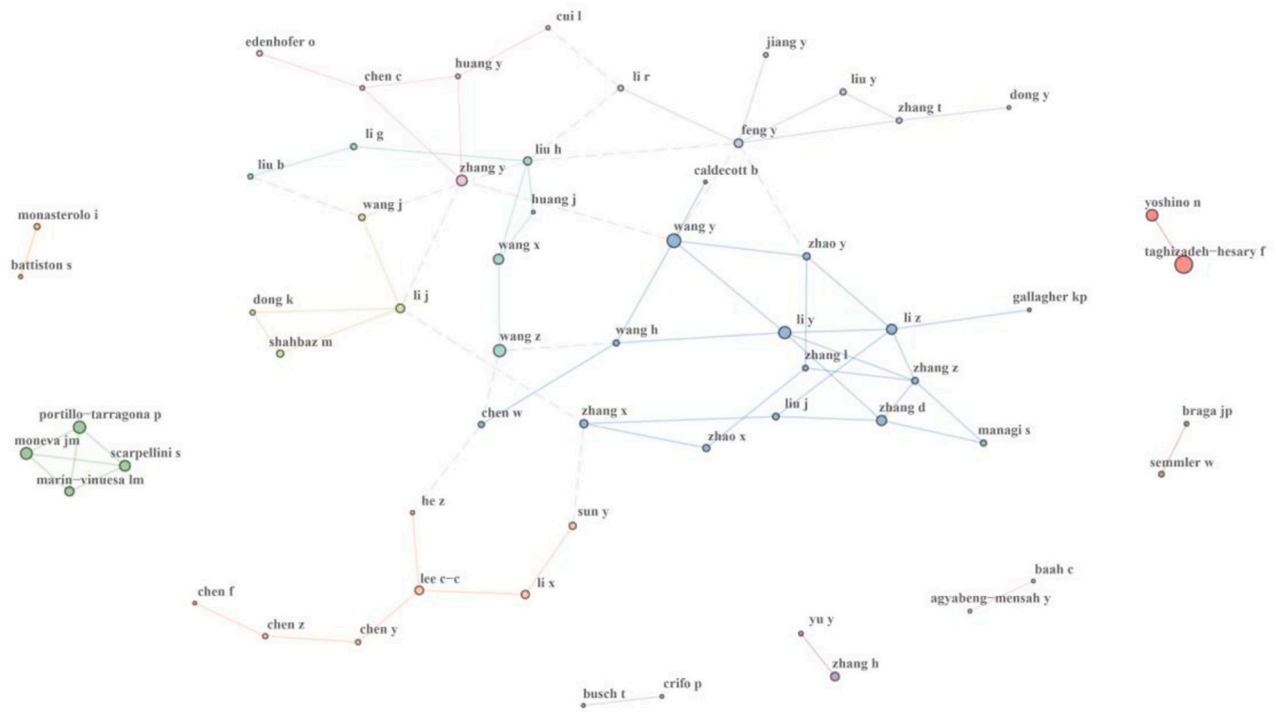 cui l
edenhofer o
jiang y
huang y
chen c
li r
liu y
dong y
zhang t
feng y
li g
liu h
liu b
zhang y
caldecott b
huang j
wang j
yoshino n
monasterolo i
wang y
wang x
zhao y
taghizadeh-hesary f
battiston s
dong k
li j
gallagher kp
li y
li z
wang h
wang z
shahbaz m
zhang l
zhang z
liu j
zhang d
portillo-tarragona p
chen w
zhang x
braga jp
moneva jm
zhao x
managi s
scarpellini s
semmler w
marín-vinuesa lm
he z
sun y
baah c
lee c-c
li x
chen f
agyabeng-mensah y
chen z
chen y
yu y
zhang h
crifo p
busch t